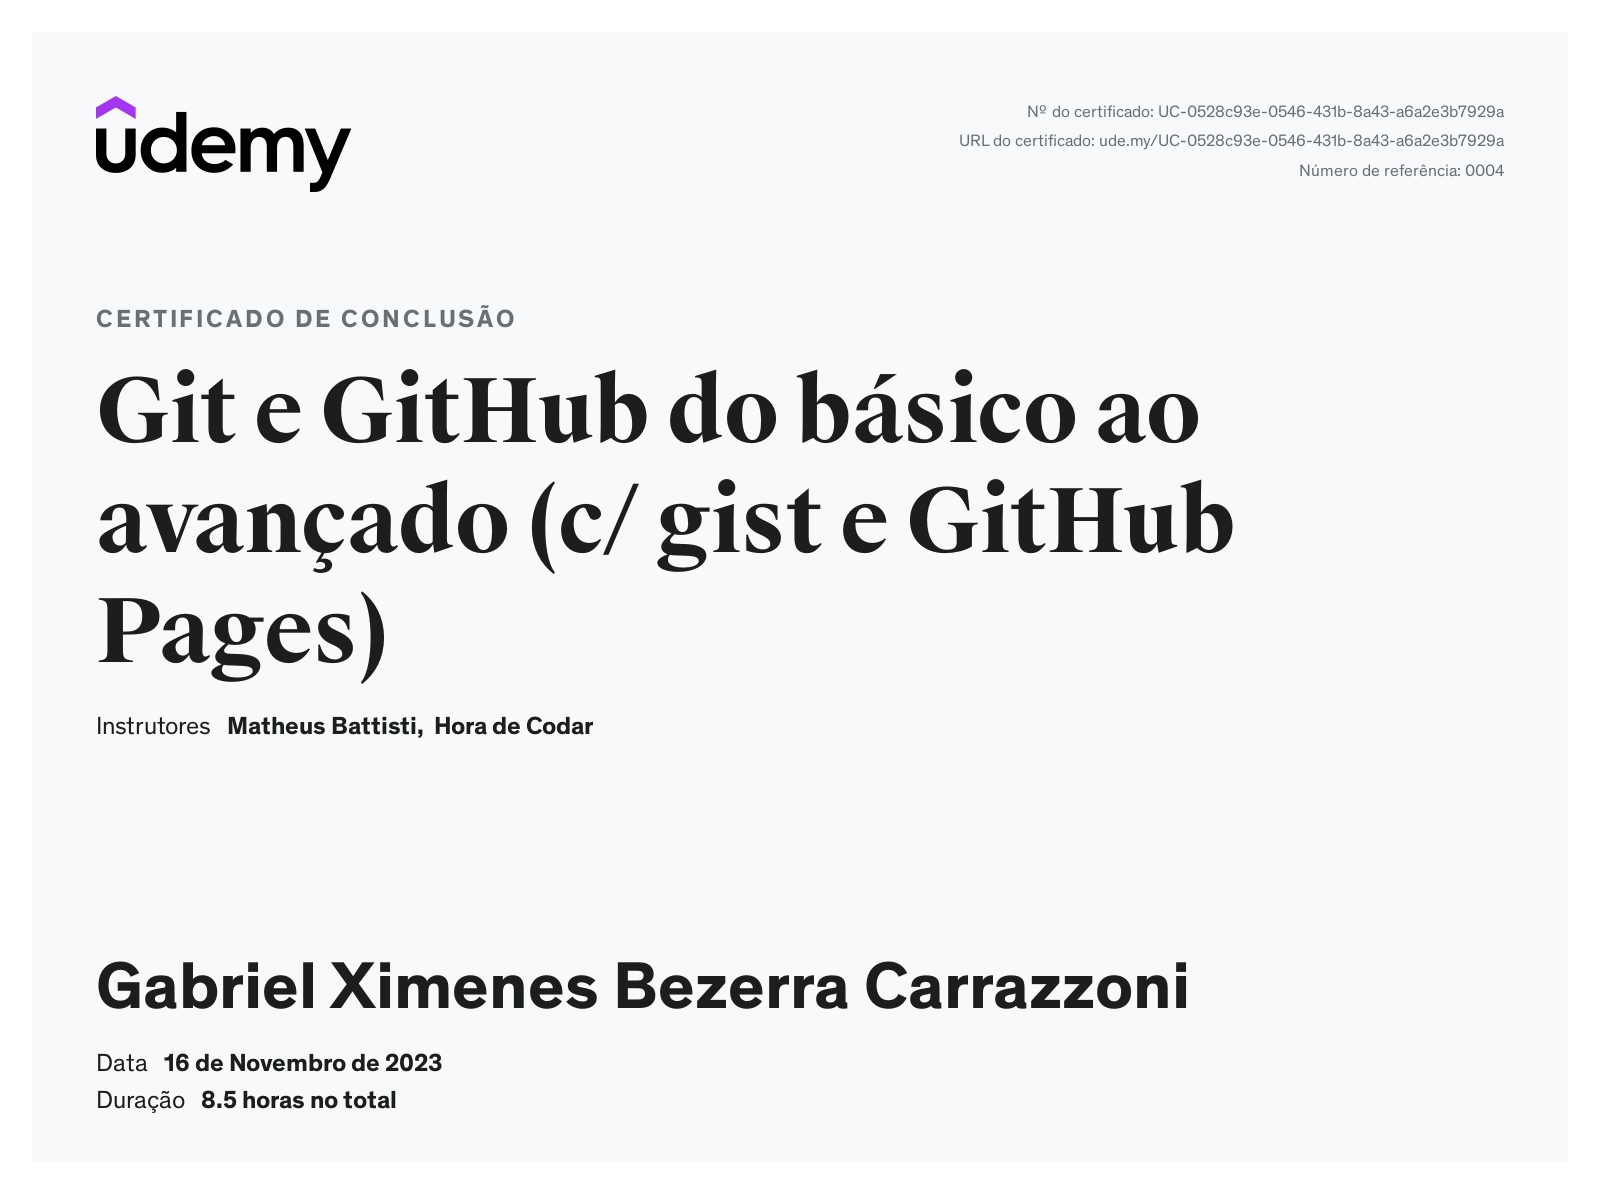 udemy
Nº do certificado: UC-0528c93e-0546-431b-8a43-a6a2e3b7929a
URL do certificado: ude.my/UC-0528c93e-0546-431b-8a43-a6a2e3b7929a
Número de referência: 0004
CERTIFICADO DE CONCLUSÃO
Git e GitHub do básico ao
avançado (c/ gist e GitHub
Pages)
Instrutores Matheus Battisti, Hora de Codar
Gabriel Ximenes Bezerra Carrazzoni
Data 16 de Novembro de 2023
Duração 8.5 horas no total